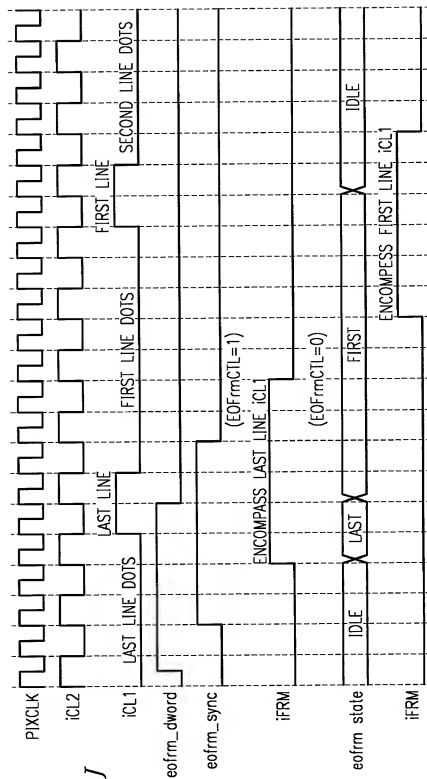 PIXCLK
iCL2
iCL1
LAST LINE DOTS
LAST LINE
FIRST LINE DOTS
FIRST LINE
SECOND LINE DOTS
eofrm_dword
eofrm_sync
(EOFrmCTL=1)
iFRM
ENCOMPASS LAST LINE iCL1
(EOFrmCTL=0)
eofrm state
IDLE
LAST
FIRST
IDLE
iFRM
ENCOMPESS FIRST LINE iCL1
J